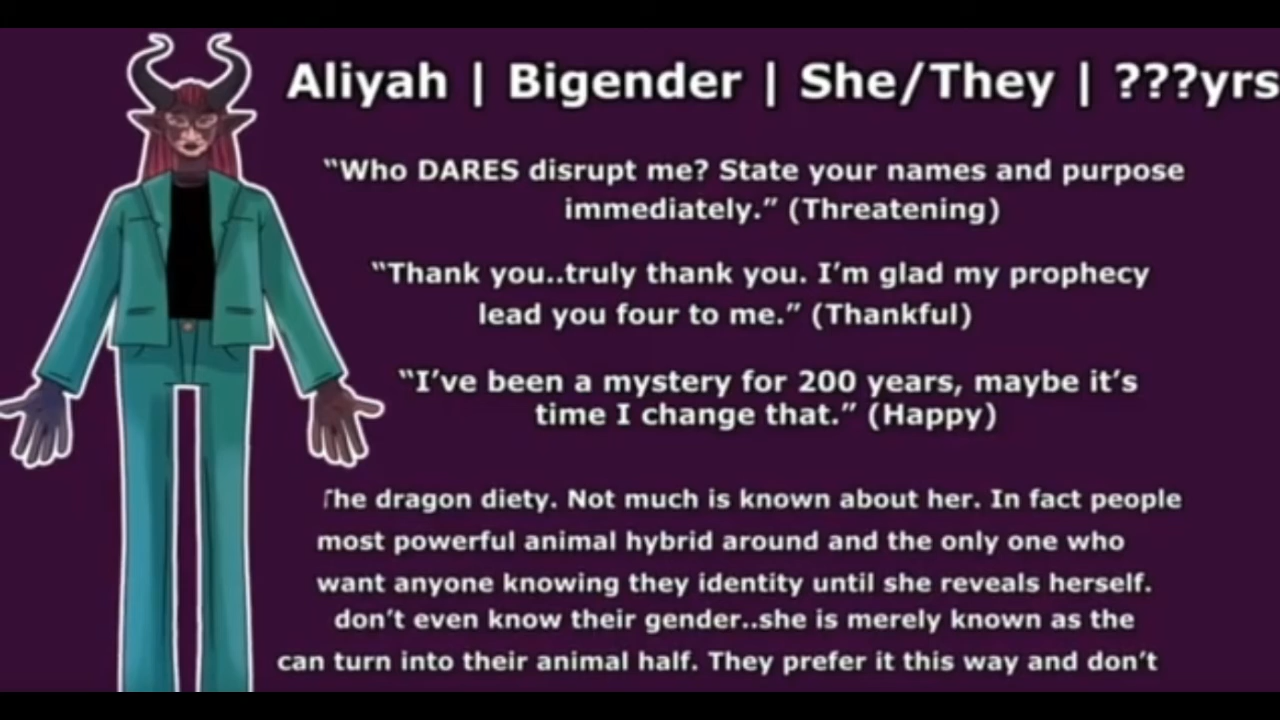 Aliyah | Bigender | She/They | ???yrs
“Who DARES disrupt me? State your names and purpose
immediately.” (Threatening)
“Thank you..truly thank you. I’m glad my prophecy
lead you four to me.” (Thankful)
“I’ve been a mystery for 200 years, maybe it’s
time I change that.” (Happy)
The dragon diety. Not much is known about her. In fact people
most powerful animal hybrid around and the only one who
want anyone knowing they identity until she reveals herself.
don’t even know their gender..she is merely known as the
can turn into their animal half. They prefer it this way and don’t